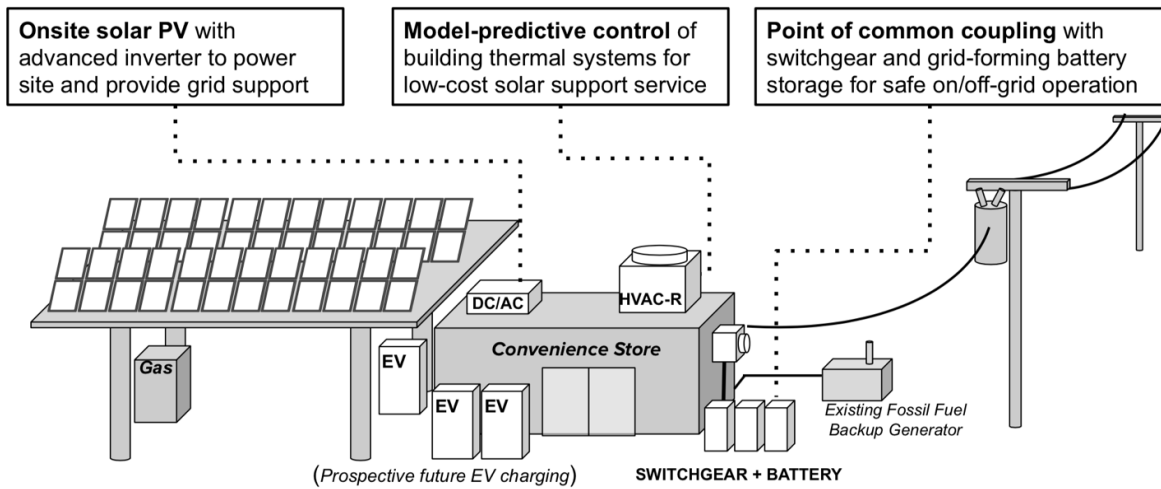 Onsite solar PV with
advanced inverter to power
site and provide grid support
Model-predictive control of
building thermal systems for
low-cost solar support service
Point of common coupling with
switchgear and grid-forming battery
storage for safe on/off-grid operation
DC/AC
HVAC-R
Convenience Store
Gas
EV
EV
EV
Existing Fossil Fuel
Backup Generator
(Prospective future EV charging)
SWITCHGEAR + BATTERY